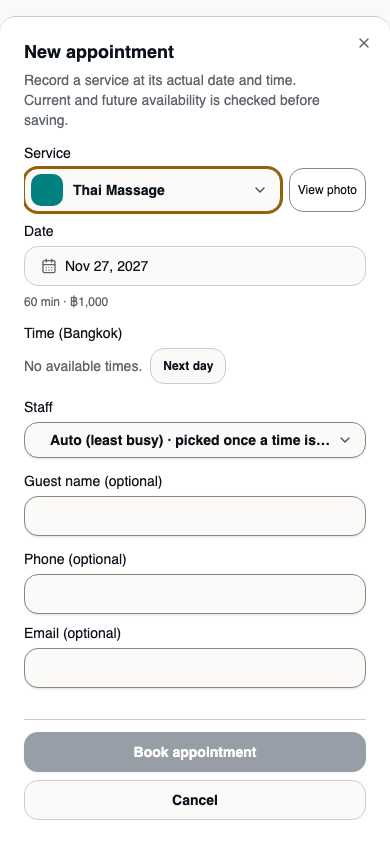 New appointment
Record a service at its actual date and time.
Current and future availability is checked before
saving.
Service
Thai Massage
View photo
Date
Nov 27, 2027
60 min · ฿1,000
Time (Bangkok)
No available times.
Next day
Staff
Auto (least busy) · picked once a time is...
Guest name (optional)
Phone (optional)
Email (optional)
Book appointment
Cancel